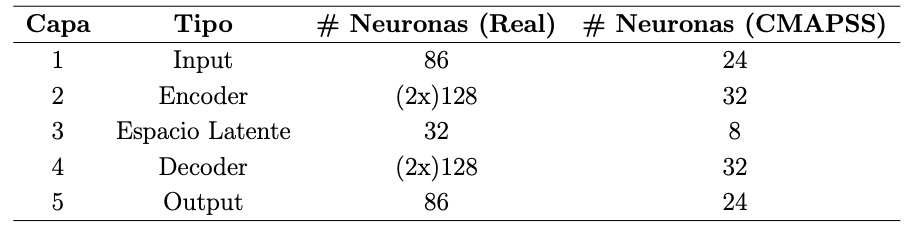 Capa Tipo # Neuronas (Real) # Neuronas (CMAPSS)
1 Input 86 24
2 Encoder (2x)128 32
3 Espacio Latente 32 8
4 Decoder (2x)128 32
5 Output 86 24